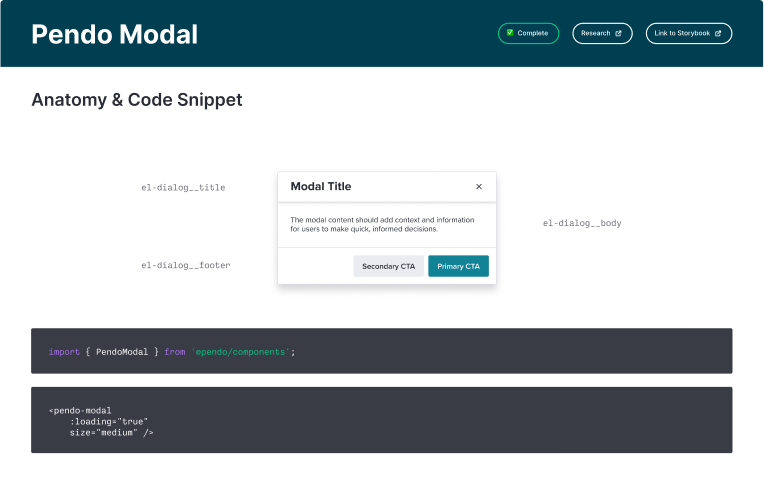 Pendo Modal
Complete
Research
Link to Storybook
Anatomy & Code Snippet
el-dialog__title
Modal Title
The modal content should add context and information
for users to make quick, informed decisions.
el-dialog__body
el-dialog__footer
Secondary CTA
Primary CTA
import { PendoModal } from `@pendo/components`;
<pendo-modal
:loading="true"
size="medium" />